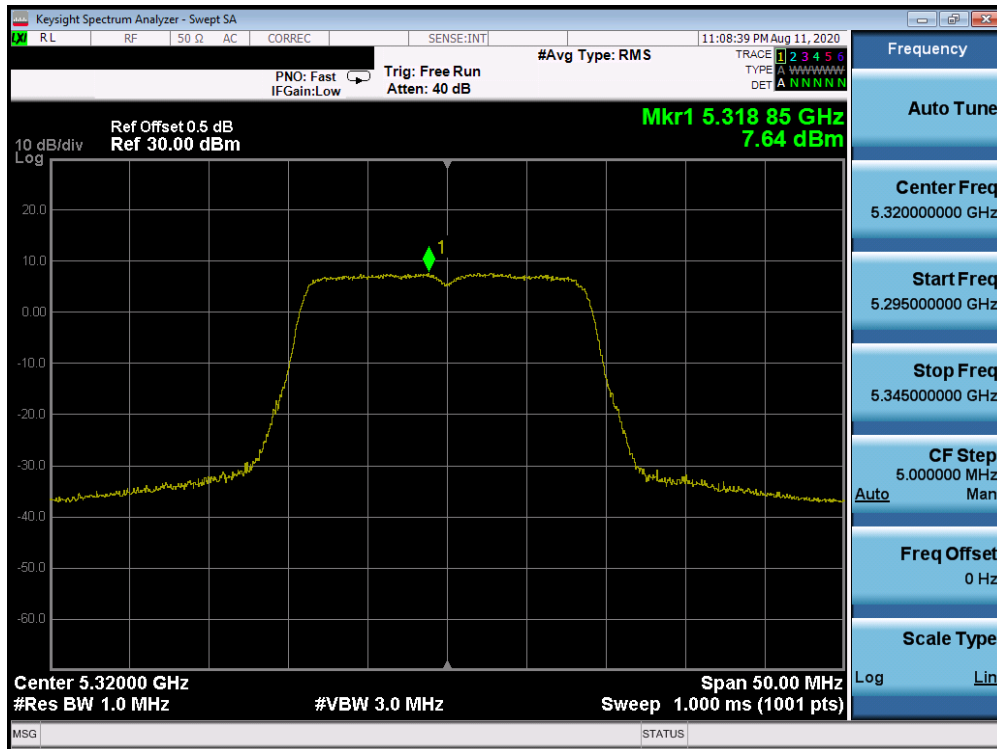 Keysight Spectrum Analyzer - Swept SA
LXI RL RF 50 Ω AC CORREC SENSE:INT 11:08:39 PM Aug 11, 2020
#Avg Type: RMS
TRACE 1 2 3 4 5 6
TYPE A WWWWW
DET A N N N N N
PNO: Fast
IFGain:Low
Trig: Free Run
Atten: 40 dB
Mkr1 5.318 85 GHz
7.64 dBm
Ref Offset 0.5 dB
Ref 30.00 dBm
10 dB/div
Log
1
20.0
10.0
0.00
-10.0
-20.0
-30.0
-40.0
-50.0
-60.0
Center 5.32000 GHz
Span 50.00 MHz
#Res BW 1.0 MHz
#VBW 3.0 MHz
Sweep 1.000 ms (1001 pts)
MSG
STATUS
Frequency
Auto Tune
Center Freq
5.320000000 GHz
Start Freq
5.295000000 GHz
Stop Freq
5.345000000 GHz
CF Step
5.000000 MHz
Auto Man
Freq Offset
0 Hz
Scale Type
Log Lin